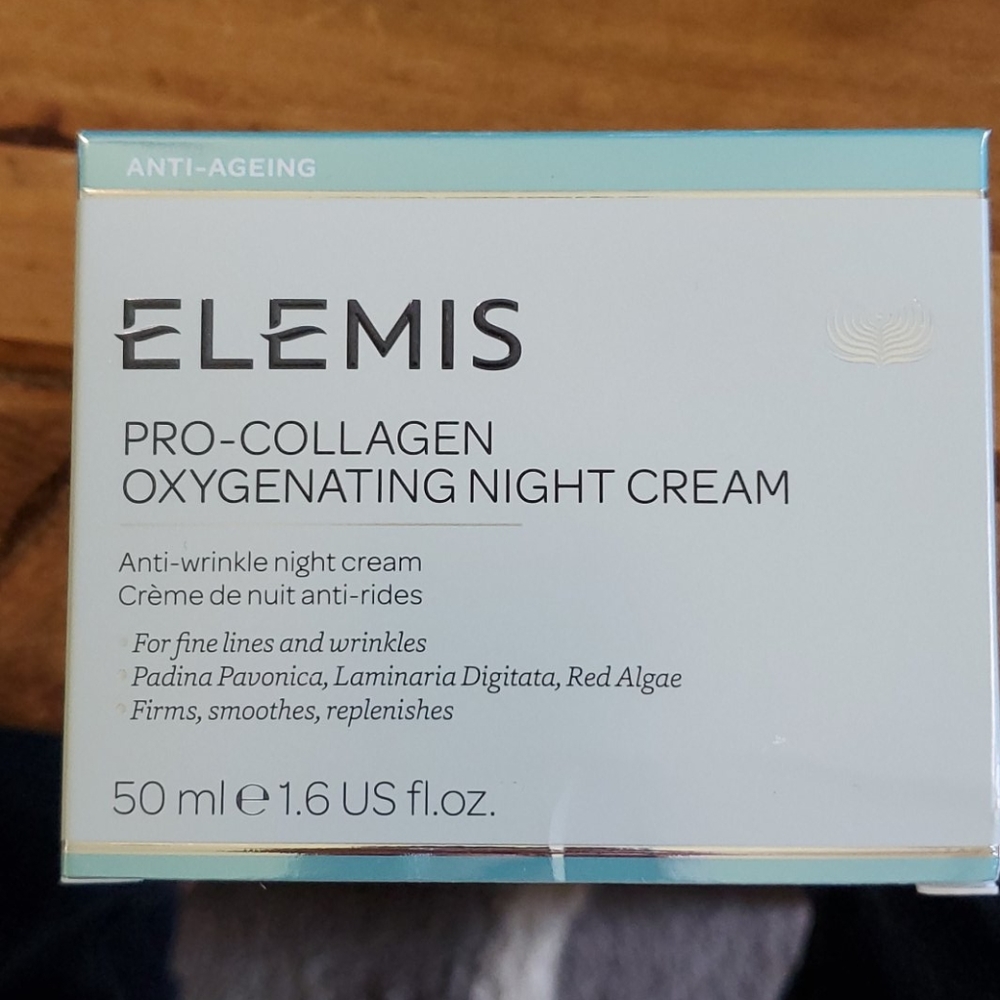 ANTI-AGEING
ELEMIS
PRO-COLLAGEN
OXYGENATING NIGHT CREAM
Anti-wrinkle night cream
Crème de nuit anti-rides
For fine lines and wrinkles
Padina Pavonica, Laminaria Digitata, Red Algae
Firms, smoothes, replenishes
50 ml ℮ 1.6 US fl.oz.